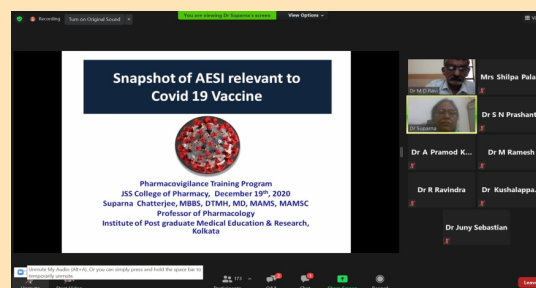 Recording
Turn on Original Sound
You are viewing Dr Suparna's screen
View Options
Snapshot of AESI relevant to
Covid 19 Vaccine
Pharmacovigilance Training Program
JSS College of Pharmacy, December 19th, 2020
Suparna Chatterjee, MBBS, DTMH, MD, MAMS, MAMSC
Professor of Pharmacology
Institute of Post graduate Medical Education & Research,
Kolkata
Dr M D Ravi
Mrs Shilpa Pala
Dr Suparna
Dr S N Prashant
Dr A Pramod K...
Dr M Ramesh
Dr R Ravindra
Dr Kushalappa.
Dr Juny Sebastian
Unmute My Audio (Alt+A). Or you can simply press and hold the space bar to
temporarily unmute.
173
Leave